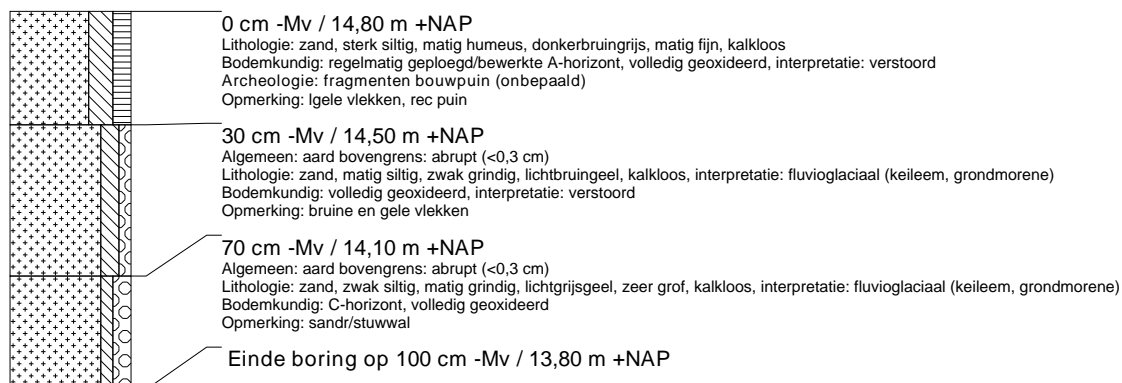 0 cm -Mv / 14,80 m +NAP
Lithologie: zand, sterk siltig, matig humeus, donkerbruingrijs, matig fijn, kalkloos
Bodemkundig: regelmatig geploegd/bewerkte A-horizont, volledig geoxideerd, interpretatie: verstoord
Archeologie: fragmenten bouwpuin (onbepaald)
Opmerking: lgele vlekken, rec puin
30 cm -Mv / 14,50 m +NAP
Algemeen: aard bovengrens: abrupt (<0,3 cm)
Lithologie: zand, matig siltig, zwak grindig, lichtbruingeel, kalkloos, interpretatie: fluvioglaciaal (keileem, grondmorene)
Bodemkundig: volledig geoxideerd, interpretatie: verstoord
Opmerking: bruine en gele vlekken
70 cm -Mv / 14,10 m +NAP
Algemeen: aard bovengrens: abrupt (<0,3 cm)
Lithologie: zand, zwak siltig, matig grindig, lichtgrijsgeel, zeer grof, kalkloos, interpretatie: fluvioglaciaal (keileem, grondmorene)
Bodemkundig: C-horizont, volledig geoxideerd
Opmerking: sandr/stuwwal
Einde boring op 100 cm -Mv / 13,80 m +NAP